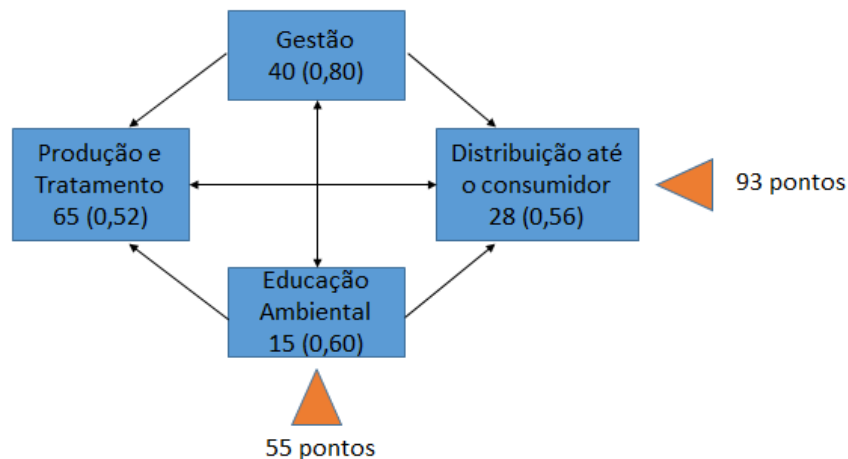 Gestão
40 (0,80)
Produção e
Tratamento
65 (0,52)
Distribuição até
o consumidor
28 (0,56)
93 pontos
Educação
Ambiental
15 (0,60)
55 pontos